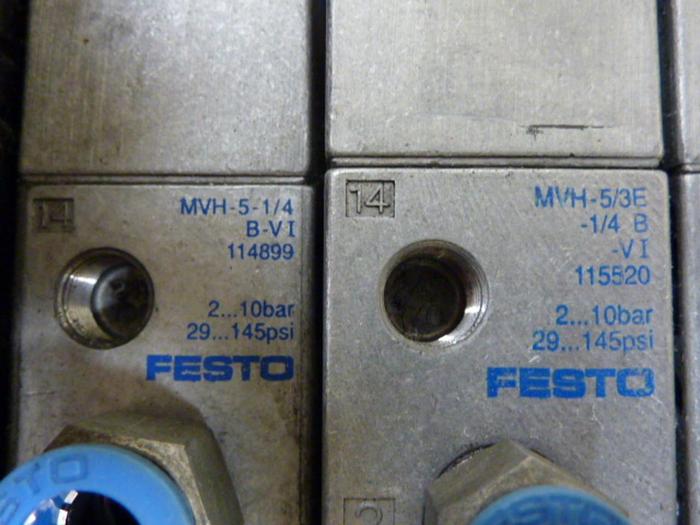 14
MVH-5-1/4
B-VI
114899
2...10bar
29...145psi
FESTO
STO
14
MVH-5/3E
-1/4 B
-VI
115520
2...10bar
29...145psi
FESTO
2